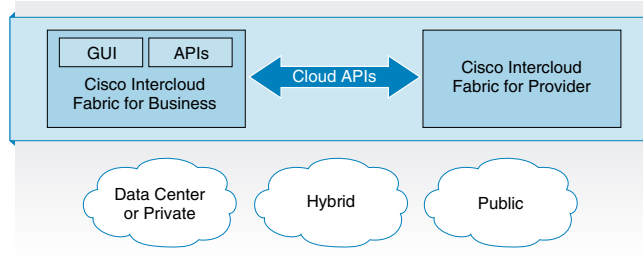 GUI
APIs
Cisco Intercloud
Fabric for Business
Cloud APIs
Cisco Intercloud
Fabric for Provider
Data Center
or Private
Hybrid
Public